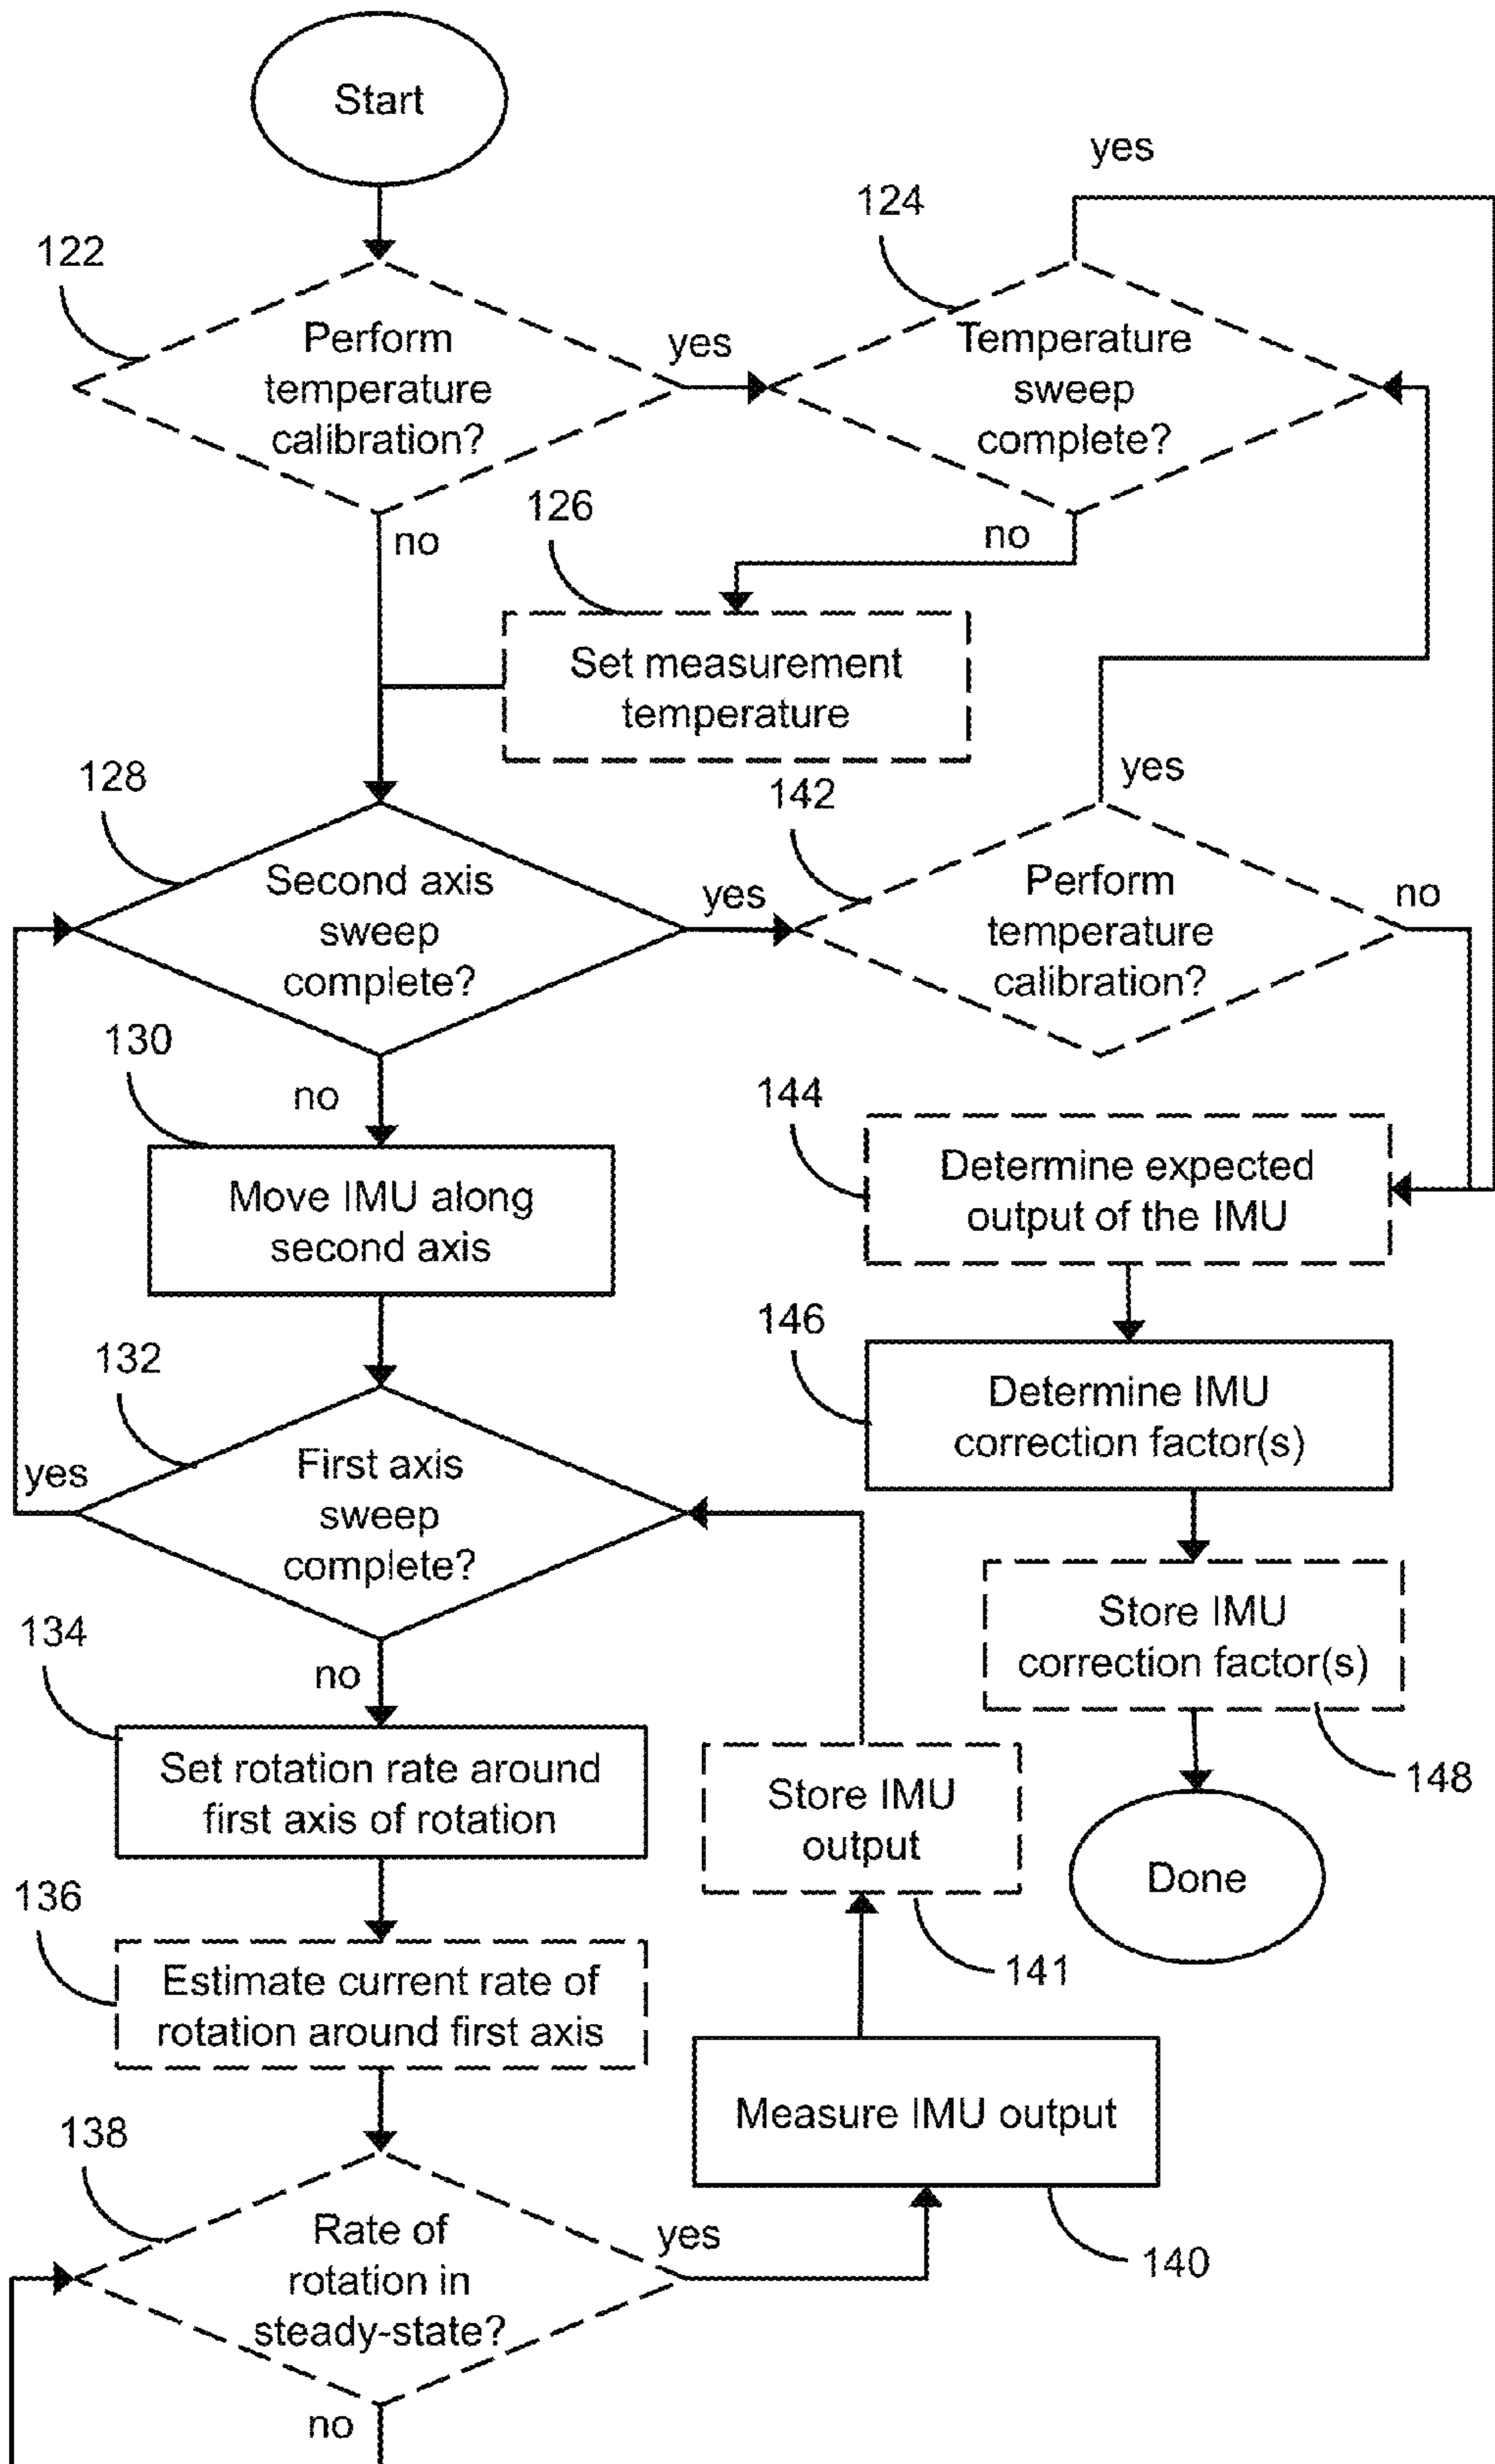 Start
yes
124
122
Perform
temperature
calibration?
yes
Temperature
sweep
complete?
no
126
no
Set measurement
temperature
128
142
yes
Second axis
sweep
complete?
yes
Perform
temperature
calibration?
no
130
no
144
Move IMU along
second axis
Determine expected
output of the IMU
132
146
yes
First axis
sweep
complete?
Determine IMU
correction factor(s)
134
no
Store IMU
correction factor(s)
148
Set rotation rate around
first axis of rotation
Store IMU
output
Done
136
141
Estimate current rate of
rotation around first axis
Measure IMU output
138
140
Rate of
rotation in
steady-state?
yes
no